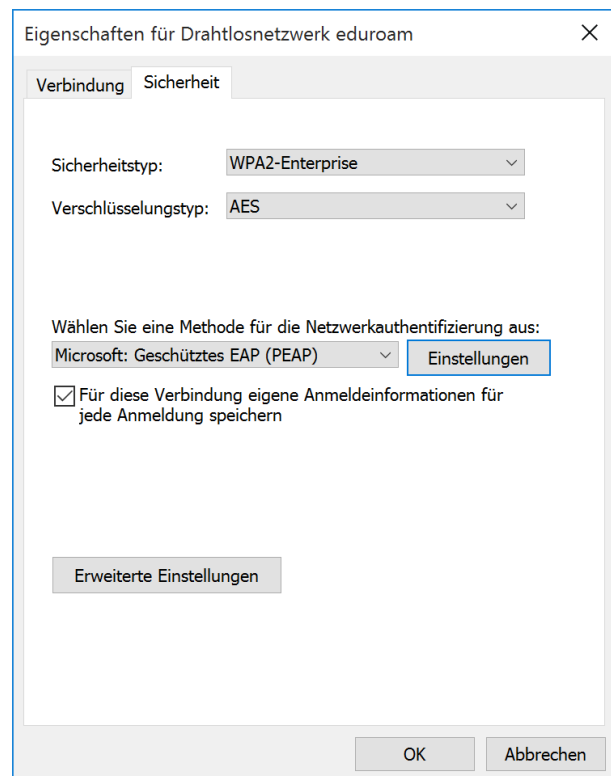 Eigenschaften für Drahtlosnetzwerk eduroam
Verbindung Sicherheit
Sicherheitstyp: WPA2-Enterprise
Verschlüsselungstyp: AES
Wählen Sie eine Methode für die Netzwerkauthentifizierung aus:
Microsoft: Geschütztes EAP (PEAP) Einstellungen
Für diese Verbindung eigene Anmeldeinformationen für
jede Anmeldung speichern
Erweiterte Einstellungen
OK Abbrechen